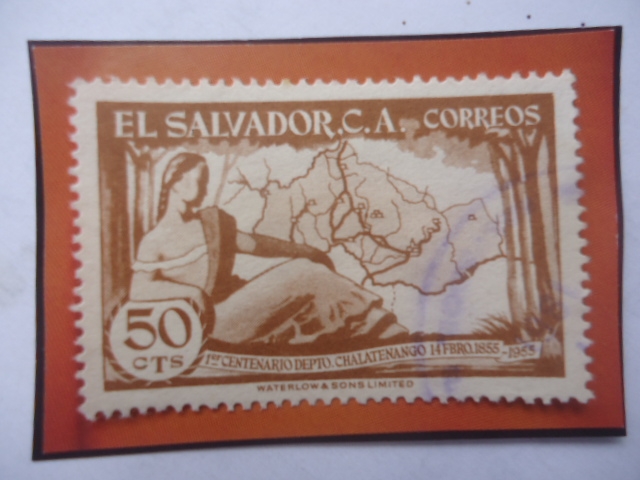 EL SALVADOR.C.A. CORREOS
50
CTS
1er CENTENARIO DEPTO. CHALATENANGO 14 FBRO.1855-1955
WATERLOW & SONS LIMITED